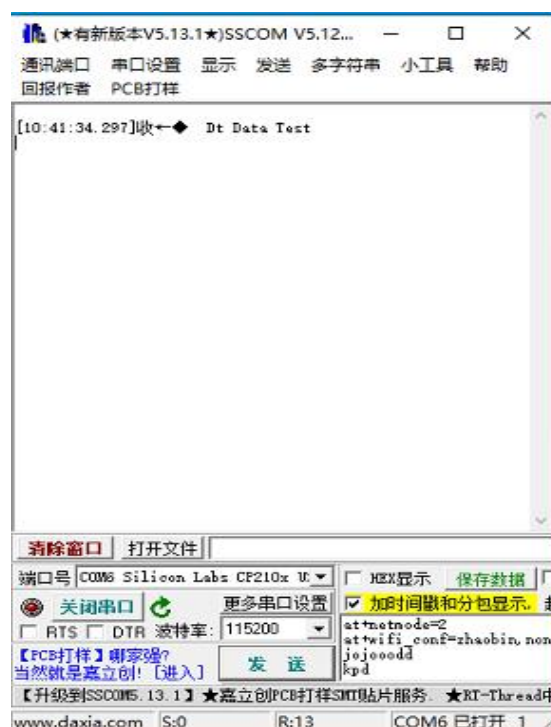 (★有新版本V5.13.1★)SSCOM V5.12...
通讯端口 串口设置 显示 发送 多字符串 小工具 帮助
回报作者 PCB打样
[10:41:34.297]收←◆ Dt Data Test
清除窗口 打开文件
端口号 COM6 Silicon Labs CP210x U
HEX显示 保存数据
关闭串口 更多串口设置
加时间戳和分包显示.
RTS DTR 波特率: 115200
at+netmode=2
at+wifi_conf=zhaobin,non
jojooodd
kpd
【PCB打样】哪家强?
当然就是嘉立创!【进入】
发 送
【升级到SSCOM5.13.1】★嘉立创PCB打样SMT贴片服务. ★RT-Thread中
www.daxia.com S:0 R:13 COM6 已打开 1